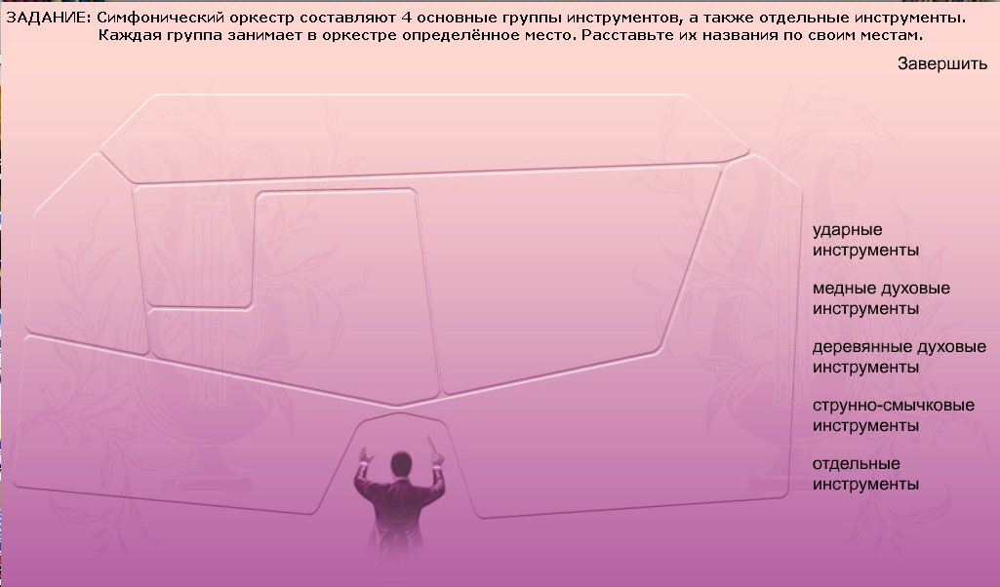 ЗАДАНИЕ: Симфонический оркестр составляют 4 основные группы инструментов, а также отдельные инструменты.
Каждая группа занимает в оркестре определённое место. Расставьте их названия по своим местам.
Завершить
ударные
инструменты
медные духовые
инструменты
деревянные духовые
инструменты
струнно-смычковые
инструменты
отдельные
инструменты